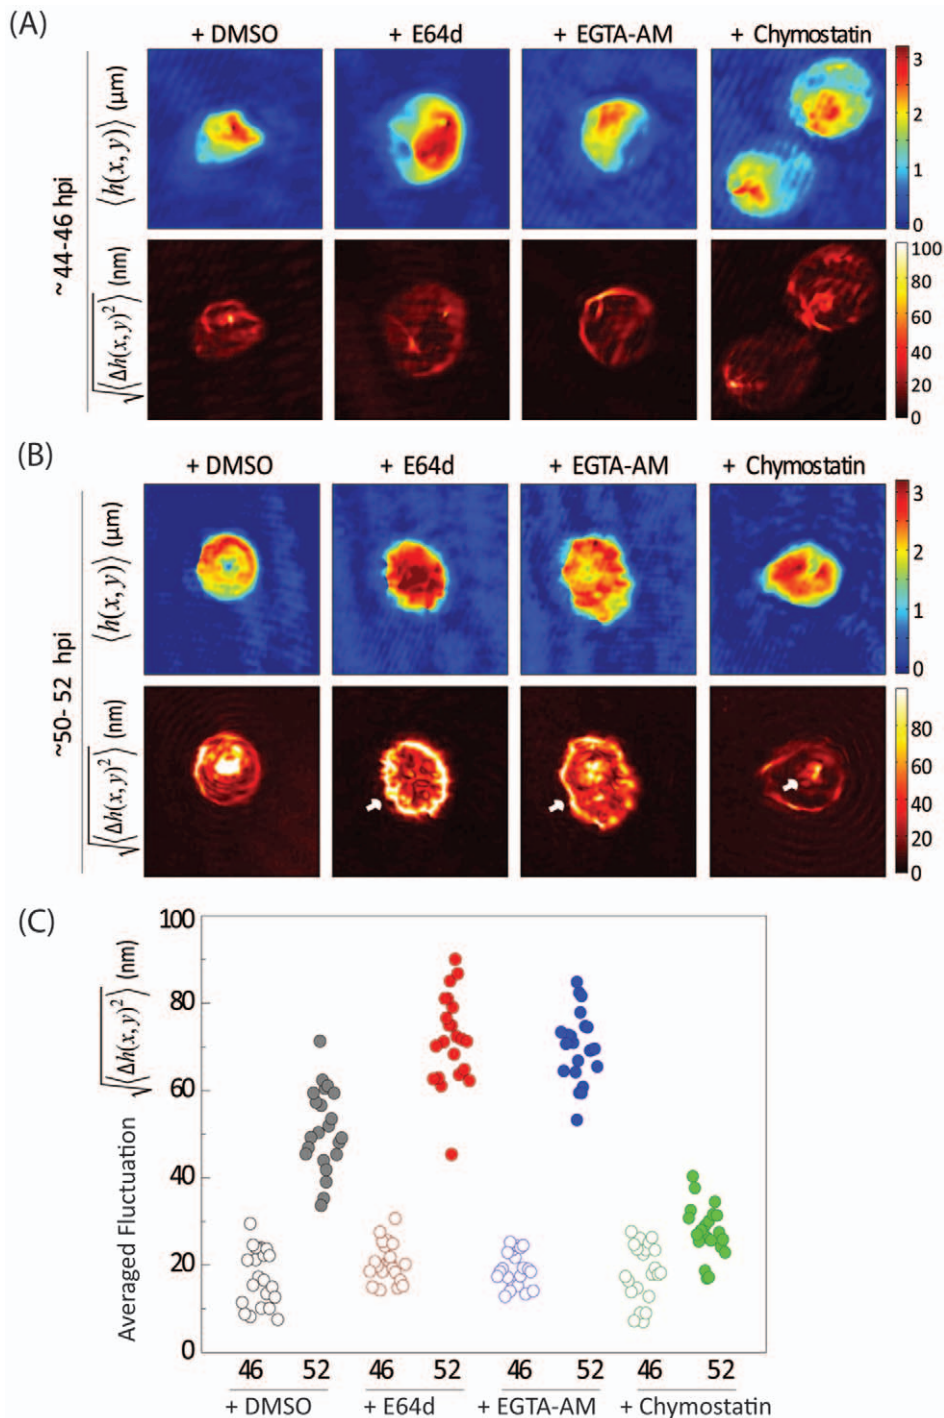 (A)
+ DMSO + E64d + EGTA-AM + Chymostatin
~44-46 hpi
⟨h(x, y)⟩ (μm)
3
2
1
0
√⟨Δh(x, y)²⟩ (nm)
100
80
60
40
20
0
(B)
+ DMSO + E64d + EGTA-AM + Chymostatin
~50- 52 hpi
⟨h(x, y)⟩ (μm)
3
2
1
0
√⟨Δh(x, y)²⟩ (nm)
80
60
40
20
0
(C)
Averaged Fluctuation √⟨Δh(x, y)²⟩ (nm)
100
80
60
40
20
0
46 52 46 52 46 52 46 52
+ DMSO + E64d + EGTA-AM + Chymostatin